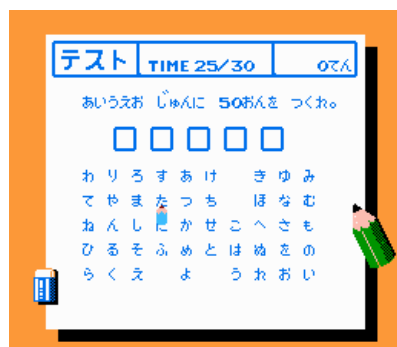 テスト TIME 25/30 0てん
あいうえお じゅんに 50おんを つくれ。
わ り ろ す あ け き ゆ み
て や ま た つ ち ほ な む
ね ん し に か せ こ へ さ も
ひ る そ ふ め と は ぬ を の
ら く え よ う れ お い